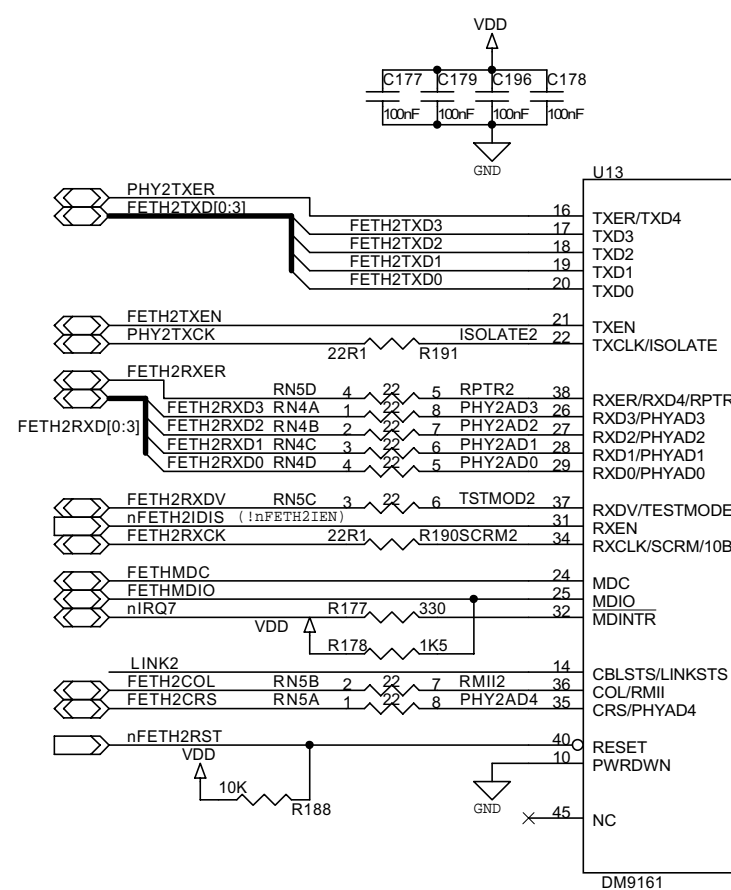 VDD
C177 C179 C196 C178
100nF 100nF 100nF 100nF
GND
U13
PHY2TXER 16 TXER/TXD4
FETH2TXD[0:3]
FETH2TXD3 17 TXD3
FETH2TXD2 18 TXD2
FETH2TXD1 19 TXD1
FETH2TXD0 20 TXD0
FETH2TXEN 21 TXEN
PHY2TXCK 22R1 R191 ISOLATE2 22 TXCLK/ISOLATE
FETH2RXER RN5D 4 22 5 RPTR2 38 RXER/RXD4/RPTR
FETH2RXD3 RN4A 1 22 8 PHY2AD3 26 RXD3/PHYAD3
FETH2RXD[0:3] FETH2RXD2 RN4B 2 22 7 PHY2AD2 27 RXD2/PHYAD2
FETH2RXD1 RN4C 3 22 6 PHY2AD1 28 RXD1/PHYAD1
FETH2RXD0 RN4D 4 22 5 PHY2AD0 29 RXD0/PHYAD0
FETH2RXDV RN5C 3 22 6 TSTMOD2 37 RXDV/TESTMODE
nFETH2IDIS (!nFETH2IEN) 31 RXEN
FETH2RXCK 22R1 R190 SCRM2 34 RXCLK/SCRM/10B
FETHMDC 24 MDC
FETHMDIO 25 MDIO
nIRQ7 R177 330 32 MDINTR
VDD
R178 1K5
LINK2 14 CBLSTS/LINKSTS
FETH2COL RN5B 2 22 7 RMII2 36 COL/RMII
FETH2CRS RN5A 1 22 8 PHY2AD4 35 CRS/PHYAD4
nFETH2RST 40 RESET
VDD 10 PWRDWN
10K R188
GND
45 NC
DM9161